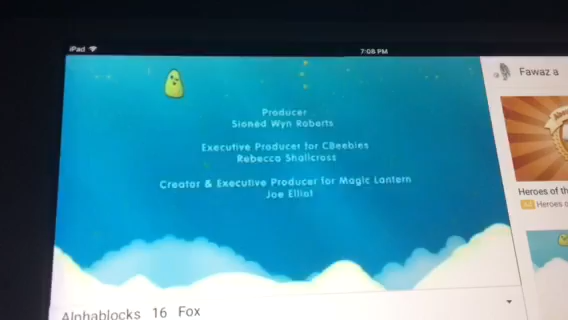 iPad
7:08 PM
Producer
Sioned Wyn Roberts
Executive Producer for CBeebies
Rebecca Shallcross
Creator & Executive Producer for Magic Lantern
Joe Elliot
Alphablocks 16 Fox
Fawaz a
Heroes of th
Ad Heroes o